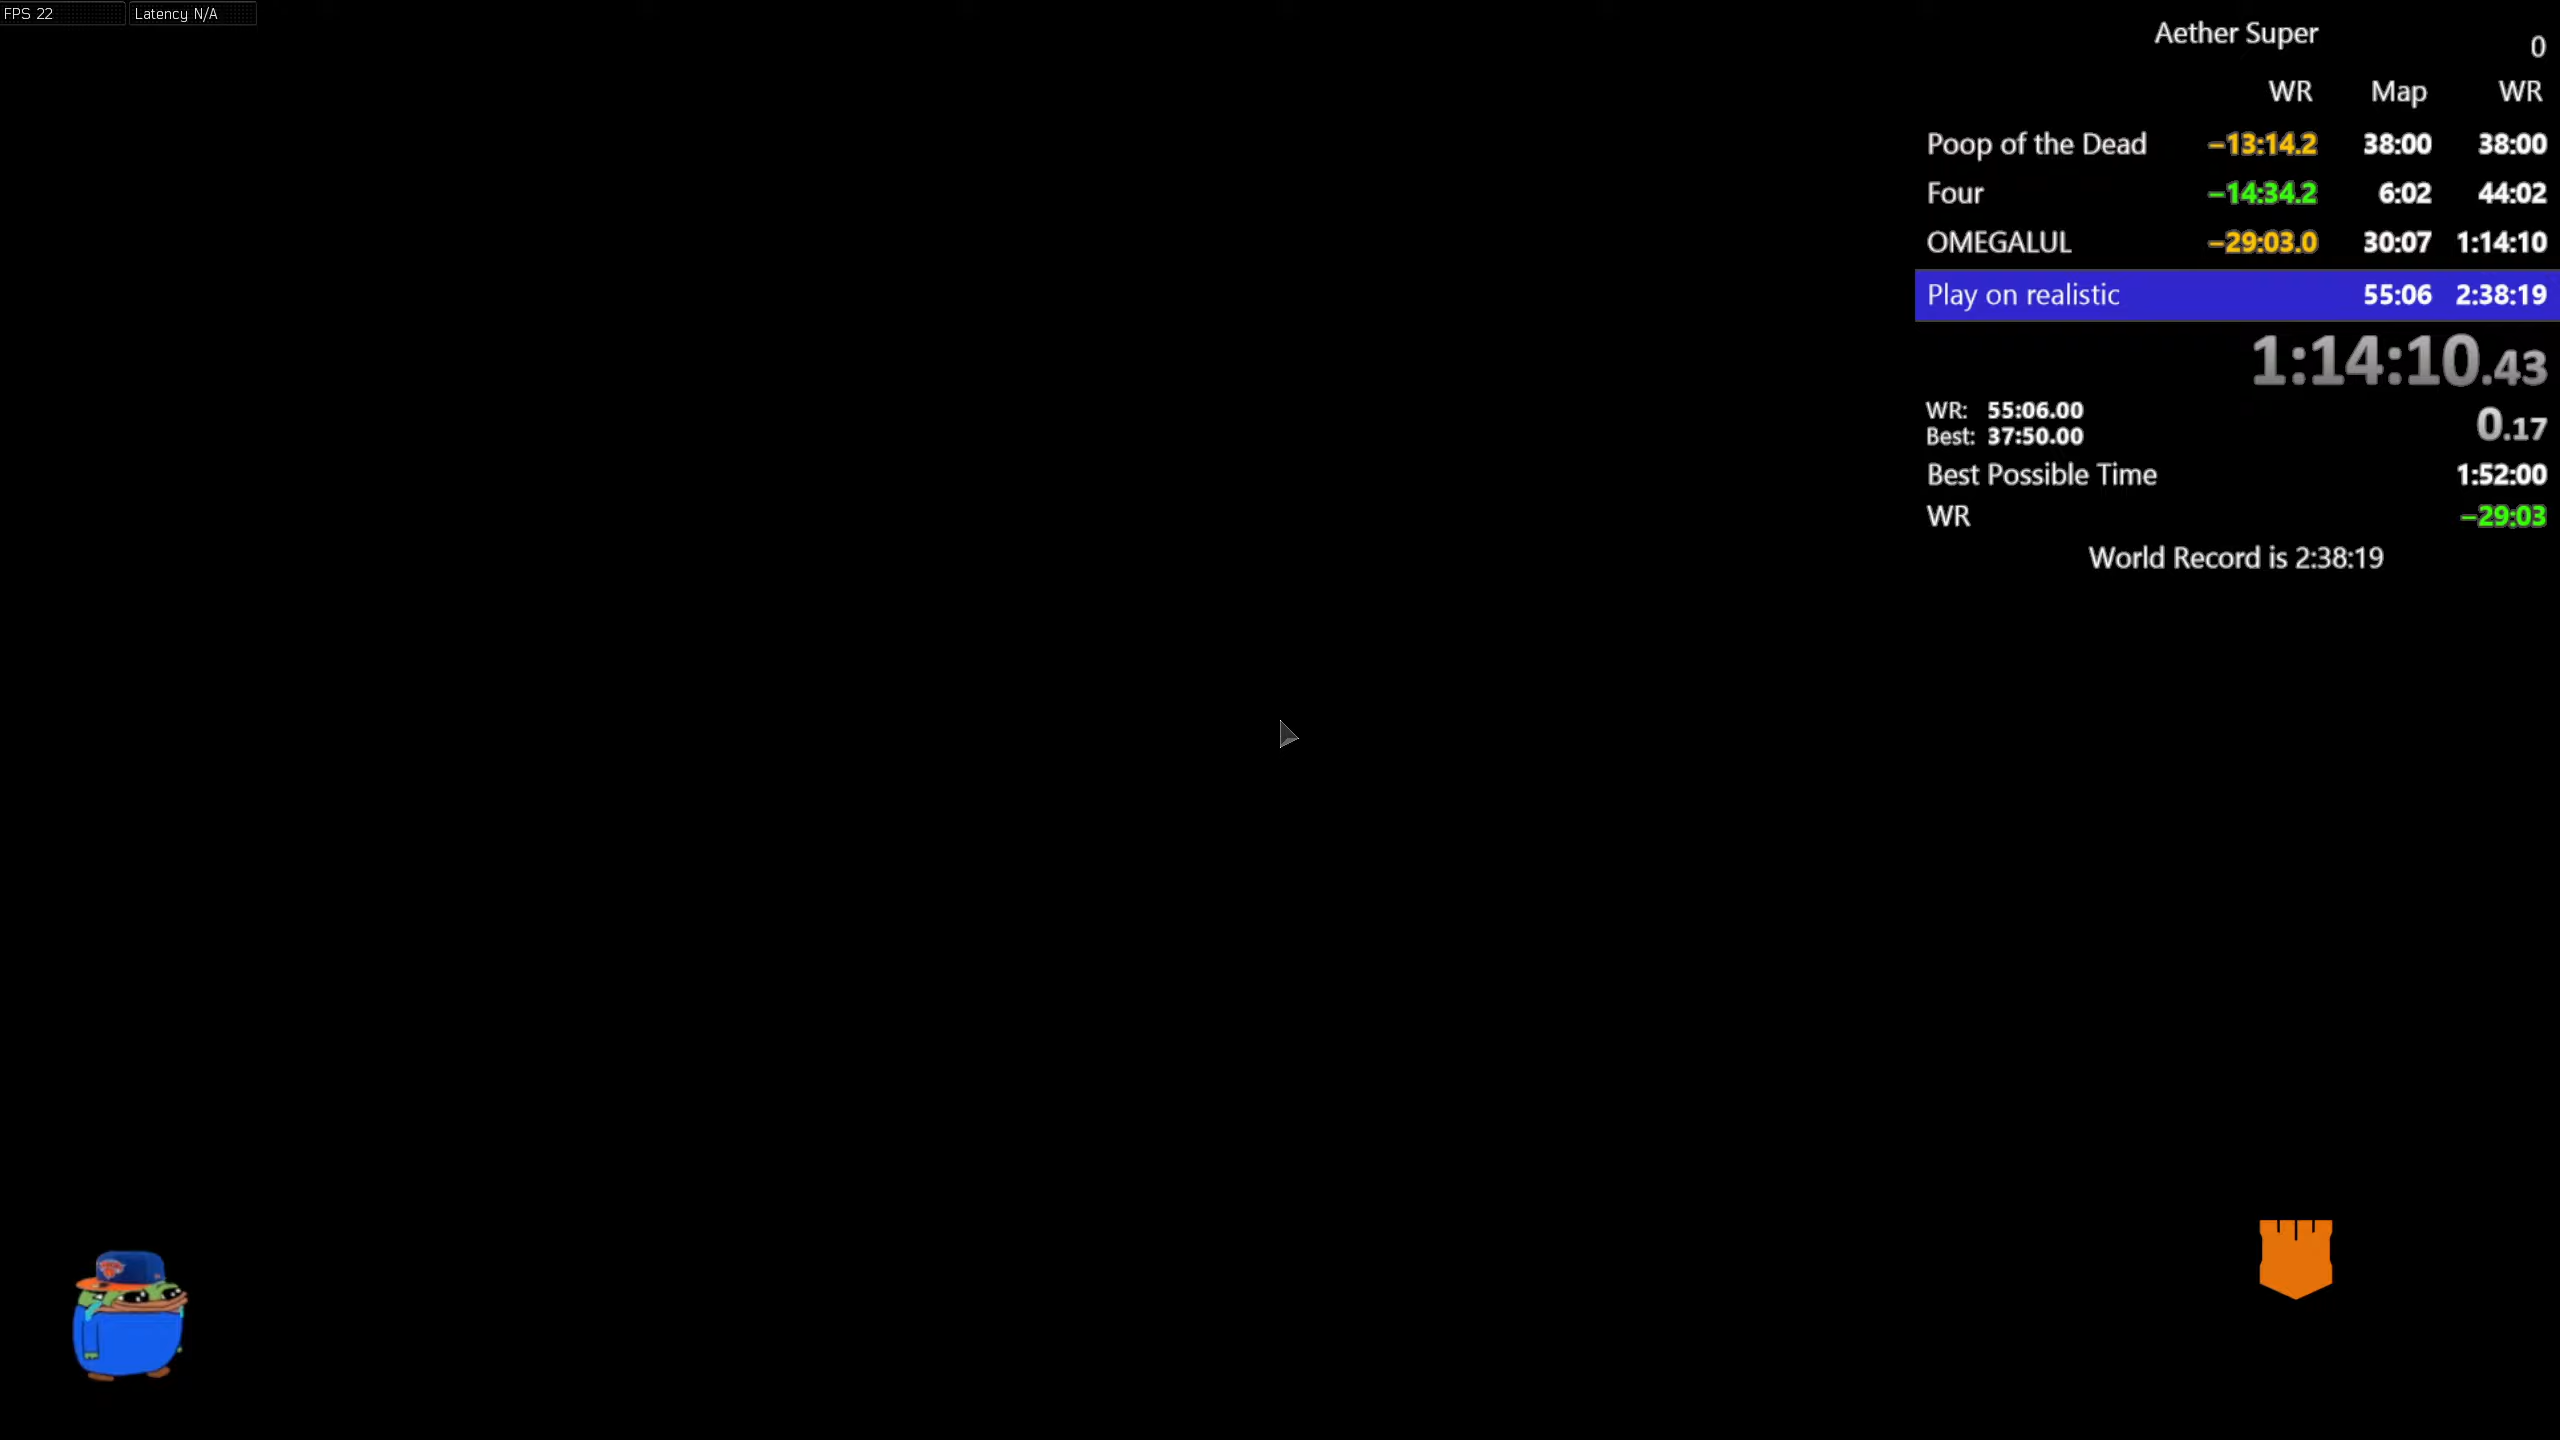 FPS 22 Latency N/A
Aether Super 0
WR Map WR
Poop of the Dead −13:14.2 38:00 38:00
Four −14:34.2 6:02 44:02
OMEGALUL −29:03.0 30:07 1:14:10
Play on realistic 55:06 2:38:19
1:14:10.43
WR: 55:06.00
Best: 37:50.00
0.17
Best Possible Time 1:52:00
WR −29:03
World Record is 2:38:19